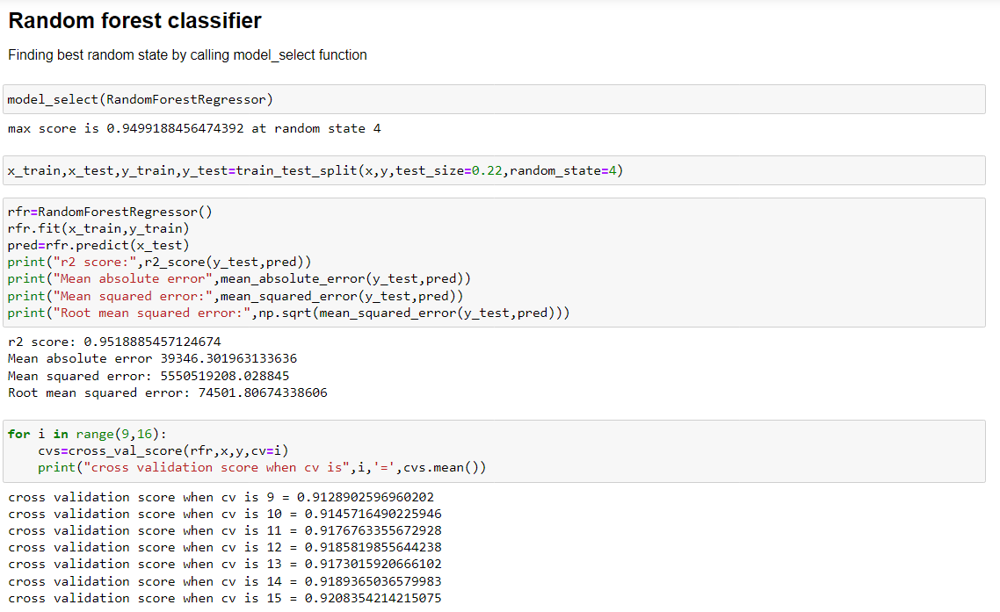 Random forest classifier
Finding best random state by calling model_select function
model_select(RandomForestRegressor)
max score is 0.9499188456474392 at random state 4
x_train,x_test,y_train,y_test=train_test_split(x,y,test_size=0.22,random_state=4)
rfr=RandomForestRegressor()
rfr.fit(x_train,y_train)
pred=rfr.predict(x_test)
print("r2 score:",r2_score(y_test,pred))
print("Mean absolute error",mean_absolute_error(y_test,pred))
print("Mean squared error:",mean_squared_error(y_test,pred))
print("Root mean squared error:",np.sqrt(mean_squared_error(y_test,pred)))
r2 score: 0.9518885457124674
Mean absolute error 39346.301963133636
Mean squared error: 5550519208.028845
Root mean squared error: 74501.80674338606
for i in range(9,16):
    cvs=cross_val_score(rfr,x,y,cv=i)
    print("cross validation score when cv is",i,'=',cvs.mean())
cross validation score when cv is 9 = 0.9128902596960202
cross validation score when cv is 10 = 0.9145716490225946
cross validation score when cv is 11 = 0.9176763355672928
cross validation score when cv is 12 = 0.9185819855644238
cross validation score when cv is 13 = 0.9173015920666102
cross validation score when cv is 14 = 0.9189365036579983
cross validation score when cv is 15 = 0.9208354214215075